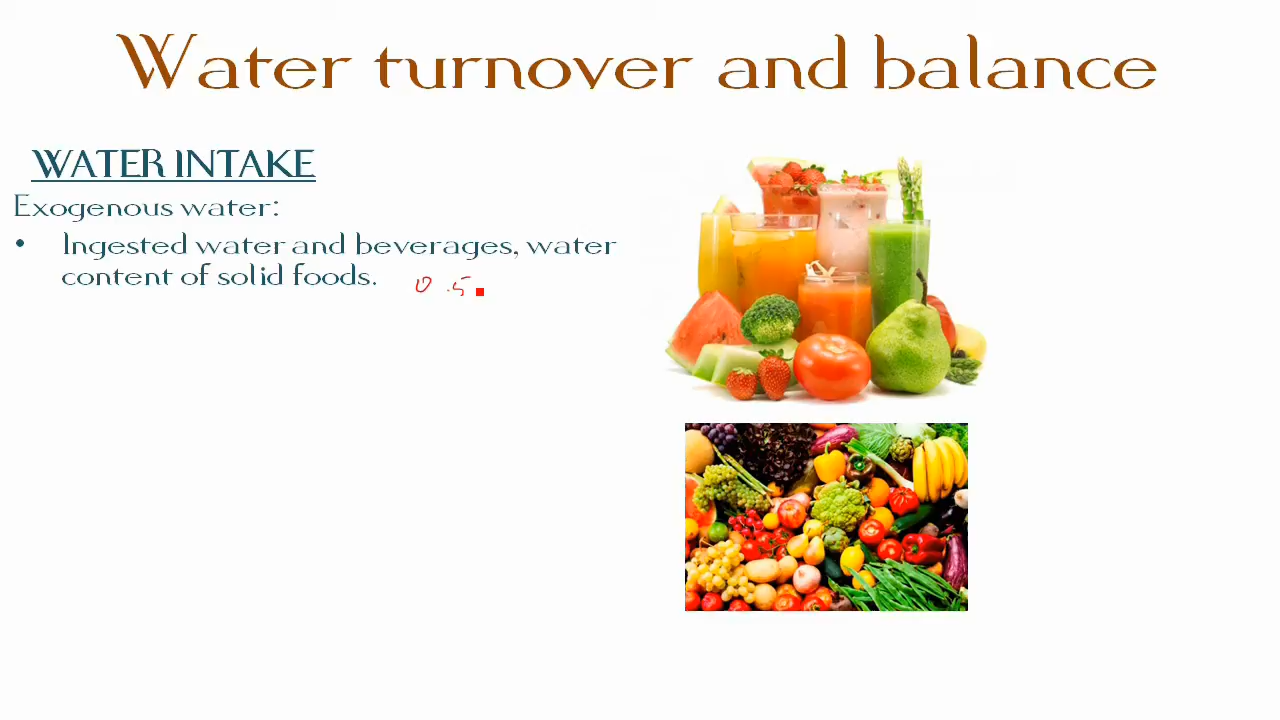 Water turnover and balance
WATER INTAKE
Exogenous water:
• Ingested water and beverages, water
content of solid foods. 0.5